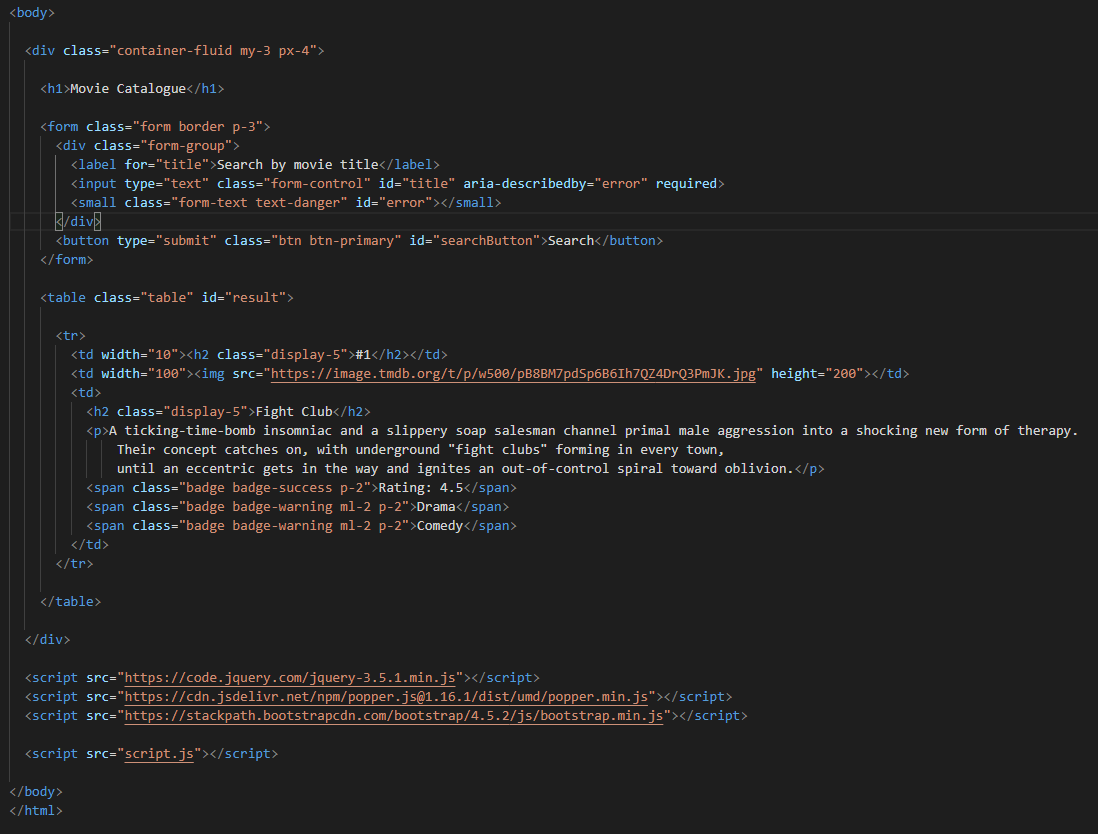 <body>
<div class="container-fluid my-3 px-4">
<h1>Movie Catalogue</h1>
<form class="form border p-3">
<div class="form-group">
<label for="title">Search by movie title</label>
<input type="text" class="form-control" id="title" aria-describedby="error" required>
<small class="form-text text-danger" id="error"></small>
</div>
<button type="submit" class="btn btn-primary" id="searchButton">Search</button>
</form>
<table class="table" id="result">
<tr>
<td width="10"><h2 class="display-5">#1</h2></td>
<td width="100"><img src="https://image.tmdb.org/t/p/w500/pB8BM7pdSp6B6Ih7QZ4DrQ3PmJK.jpg" height="200"></td>
<td>
<h2 class="display-5">Fight Club</h2>
<p>A ticking-time-bomb insomniac and a slippery soap salesman channel primal male aggression into a shocking new form of therapy.
Their concept catches on, with underground "fight clubs" forming in every town,
until an eccentric gets in the way and ignites an out-of-control spiral toward oblivion.</p>
<span class="badge badge-success p-2">Rating: 4.5</span>
<span class="badge badge-warning ml-2 p-2">Drama</span>
<span class="badge badge-warning ml-2 p-2">Comedy</span>
</td>
</tr>
</table>
</div>
<script src="https://code.jquery.com/jquery-3.5.1.min.js"></script>
<script src="https://cdn.jsdelivr.net/npm/popper.js@1.16.1/dist/umd/popper.min.js"></script>
<script src="https://stackpath.bootstrapcdn.com/bootstrap/4.5.2/js/bootstrap.min.js"></script>
<script src="script.js"></script>
</body>
</html>